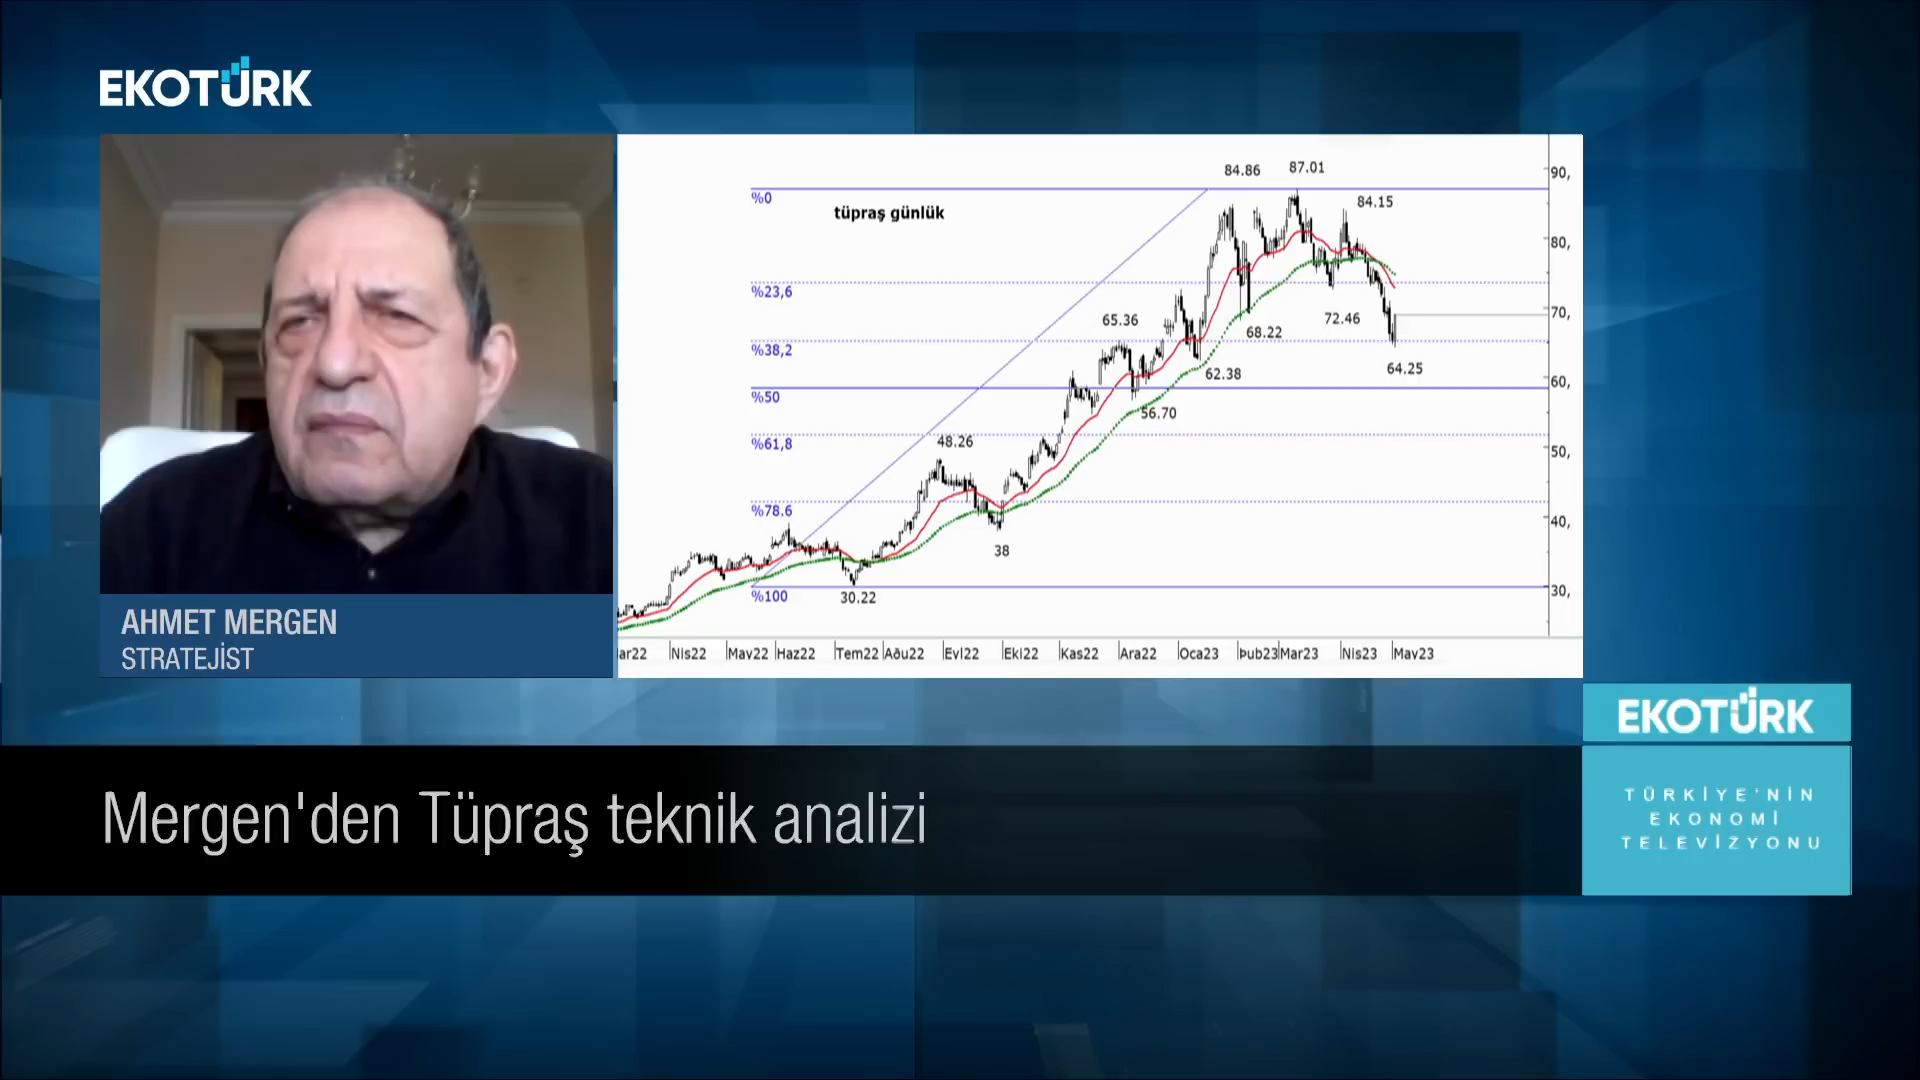 EKOTÜRK
84.86
87.01
90,
%0
tüpraş günlük
84.15
80,
%23,6
65.36
72.46
70,
68.22
%38,2
62.38
64.25
60,
%50
56.70
%61,8
48.26
50,
%78.6
40,
38
%100
30.22
30,
ar22 Nis22 May22 Haz22 Tem22 Aðu22 Eyl22 Eki22 Kas22 Ara22 Oca23 Þub23 Mar23 Nis23 May23
AHMET MERGEN
STRATEJİST
EKOTÜRK
Mergen'den Tüpraş teknik analizi
TÜRKİYE'NİN
EKONOMİ
TELEVİZYONU